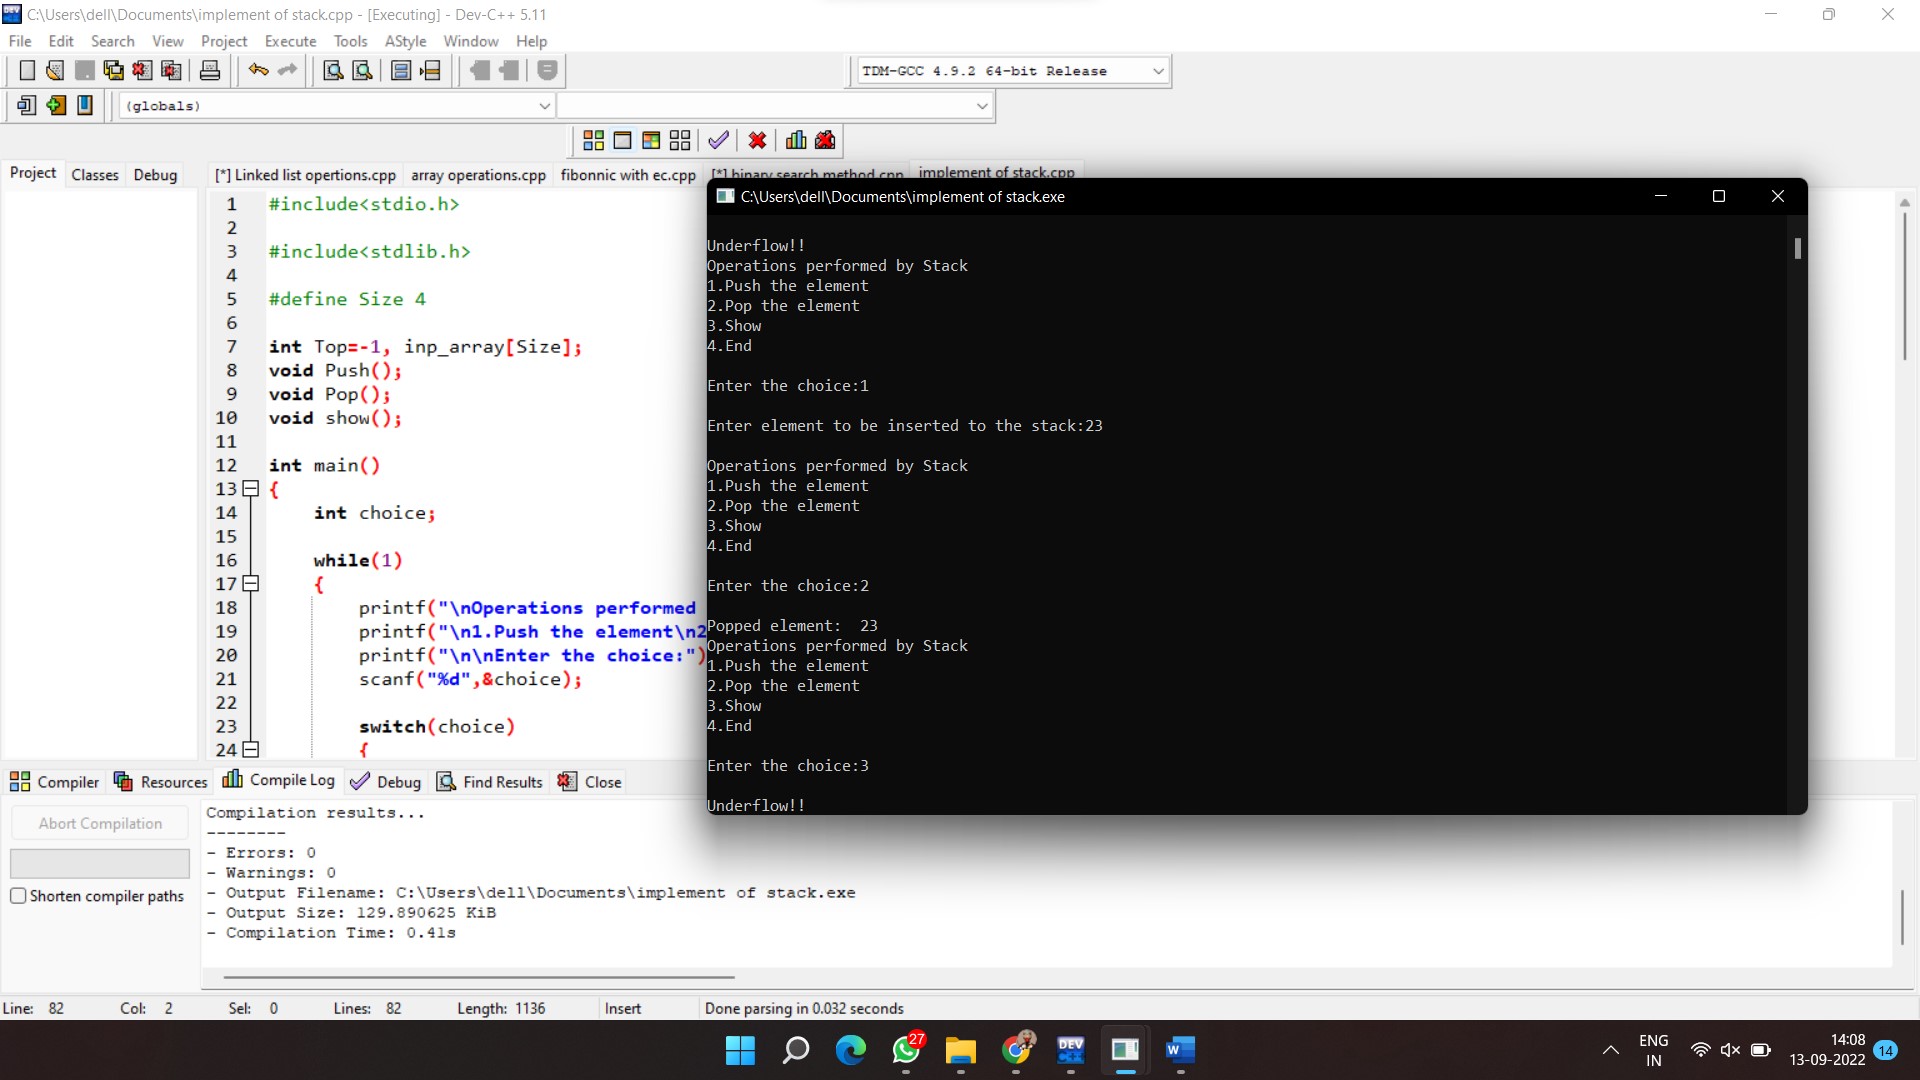 C:\Users\dell\Documents\implement of stack.cpp - [Executing] - Dev-C++ 5.11
File Edit Search View Project Execute Tools AStyle Window Help
TDM-GCC 4.9.2 64-bit Release
(globals)
Project Classes Debug
[*] Linked list opertions.cpp array operations.cpp fibonnic with ec.cpp [*] binary search method.cpp implement of stack.cpp
1 #include<stdio.h>
2
3 #include<stdlib.h>
4
5 #define Size 4
6
7 int Top=-1, inp_array[Size];
8 void Push();
9 void Pop();
10 void show();
11
12 int main()
13 {
14 int choice;
15
16 while(1)
17 {
18 printf("\nOperations performed
19 printf("\n1.Push the element\n2
20 printf("\n\nEnter the choice:")
21 scanf("%d",&choice);
22
23 switch(choice)
24 {
C:\Users\dell\Documents\implement of stack.exe
Underflow!!
Operations performed by Stack
1.Push the element
2.Pop the element
3.Show
4.End
Enter the choice:1
Enter element to be inserted to the stack:23
Operations performed by Stack
1.Push the element
2.Pop the element
3.Show
4.End
Enter the choice:2
Popped element:  23
Operations performed by Stack
1.Push the element
2.Pop the element
3.Show
4.End
Enter the choice:3
Underflow!!
Compiler Resources Compile Log Debug Find Results Close
Abort Compilation
Shorten compiler paths
Compilation results...
--------
- Errors: 0
- Warnings: 0
- Output Filename: C:\Users\dell\Documents\implement of stack.exe
- Output Size: 129.890625 KiB
- Compilation Time: 0.41s
Line: 82 Col: 2 Sel: 0 Lines: 82 Length: 1136 Insert Done parsing in 0.032 seconds
27
DEV C++
W
ENG
IN
14:08
13-09-2022
14